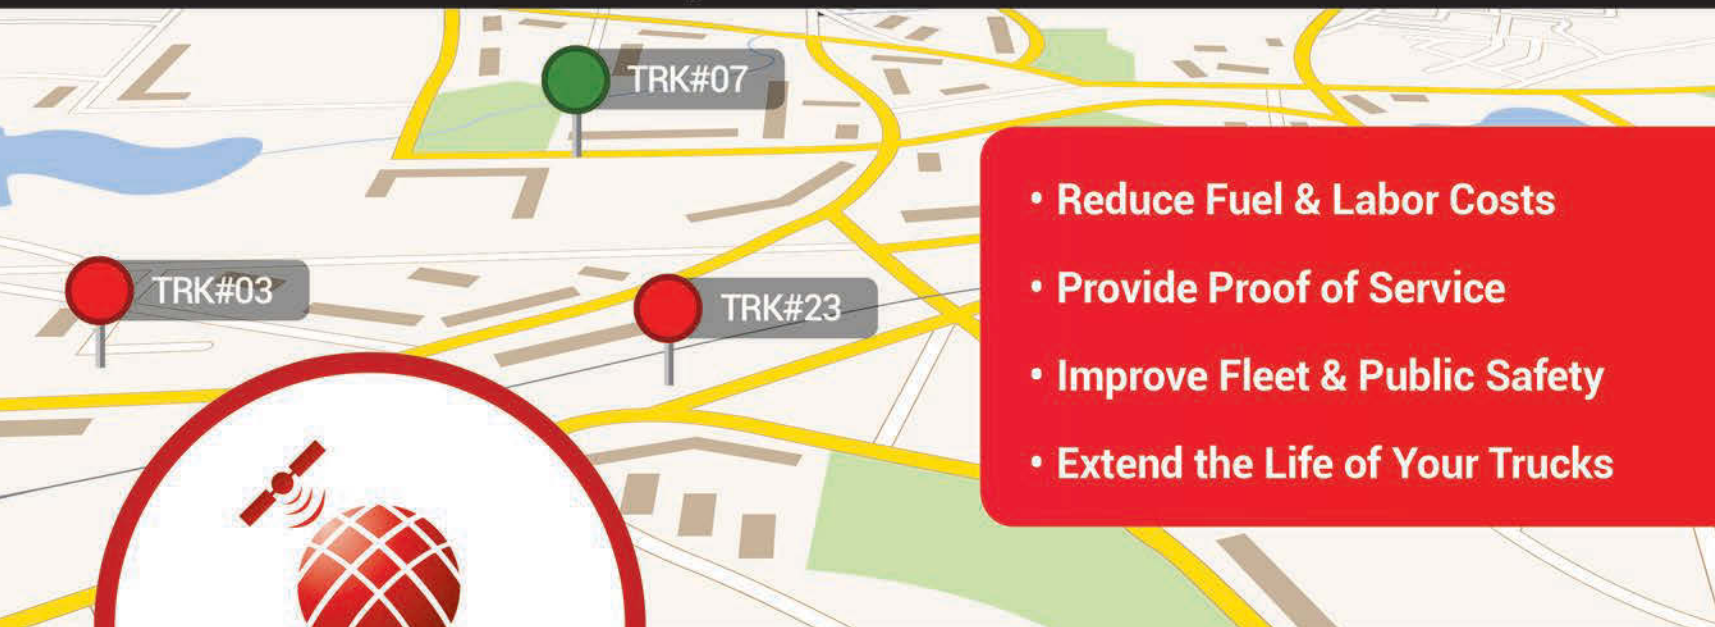 TRK#07
TRK#03
TRK#23
• Reduce Fuel & Labor Costs
• Provide Proof of Service
• Improve Fleet & Public Safety
• Extend the Life of Your Trucks